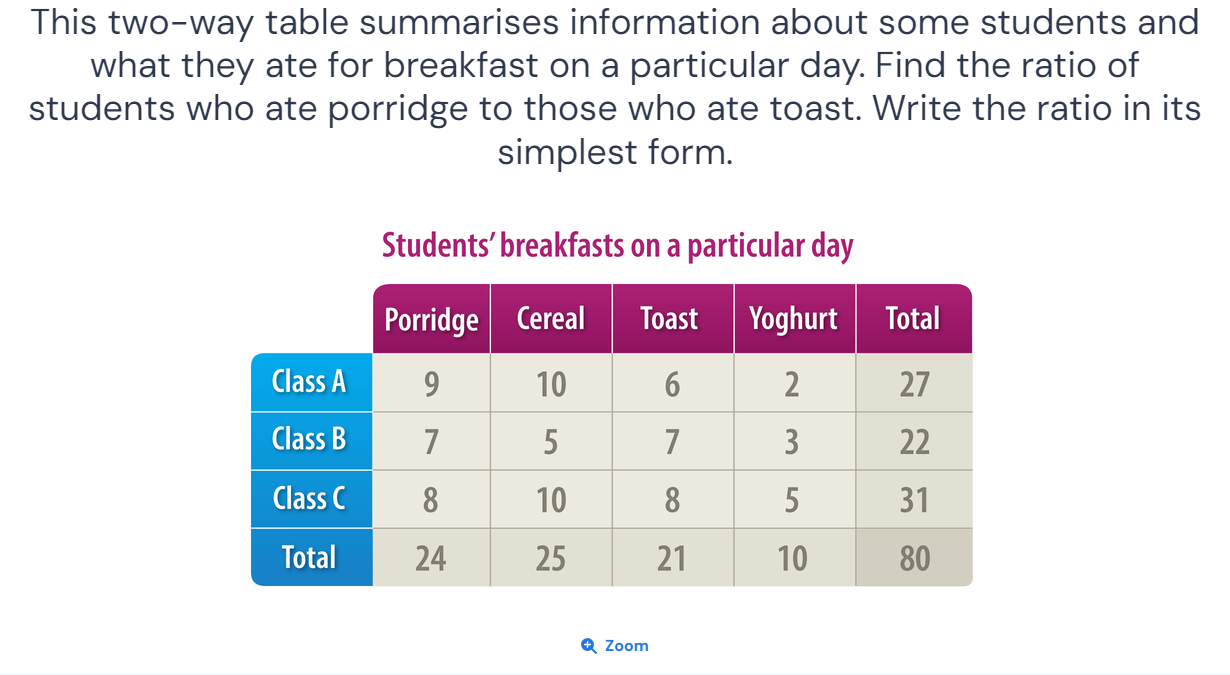 This two-way table summarises information about some students and
what they ate for breakfast on a particular day. Find the ratio of
students who ate porridge to those who ate toast. Write the ratio in its
simplest form.
Students' breakfasts on a particular day
Porridge Cereal Toast Yoghurt Total
Class A 9 10 6 2 27
Class B 7 5 7 3 22
Class C 8 10 8 5 31
Total 24 25 21 10 80
Zoom